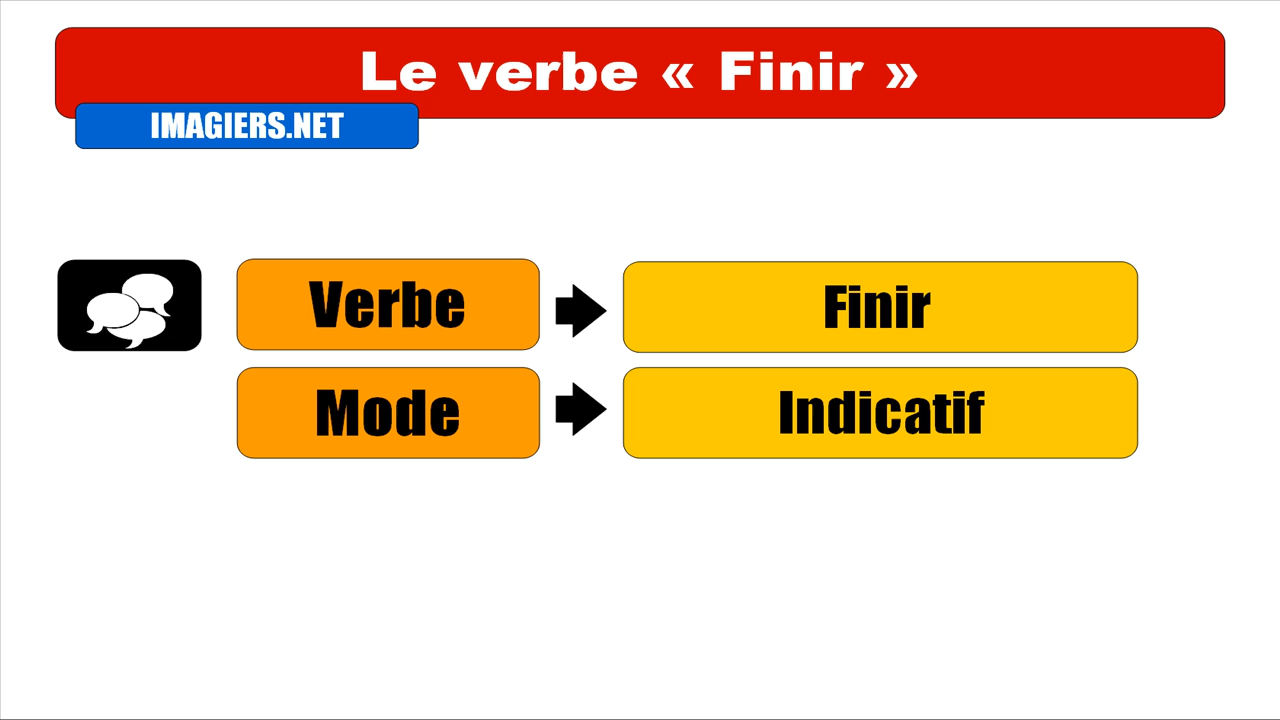 Le verbe « Finir »
IMAGIERS.NET
Verbe
Finir
Mode
Indicatif